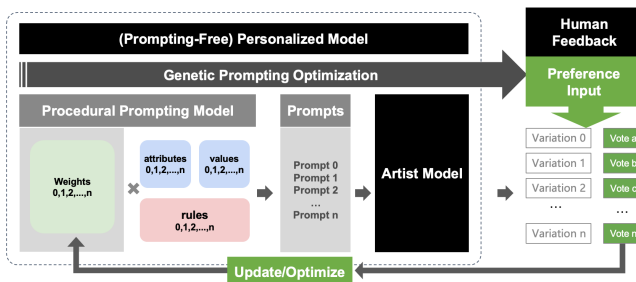 (Prompting-Free) Personalized Model
Human
Feedback
Genetic Prompting Optimization
Preference
Input
Procedural Prompting Model
Prompts
Artist Model
Weights
0,1,2,...,n
attributes
0,1,2,...,n
values
0,1,2,...,n
rules
0,1,2,...,n
Prompt 0
Prompt 1
Prompt 2
...
Prompt n
Variation 0
Vote a
Variation 1
Vote b
Variation 2
Vote c
...
...
Variation n
Vote n
Update/Optimize